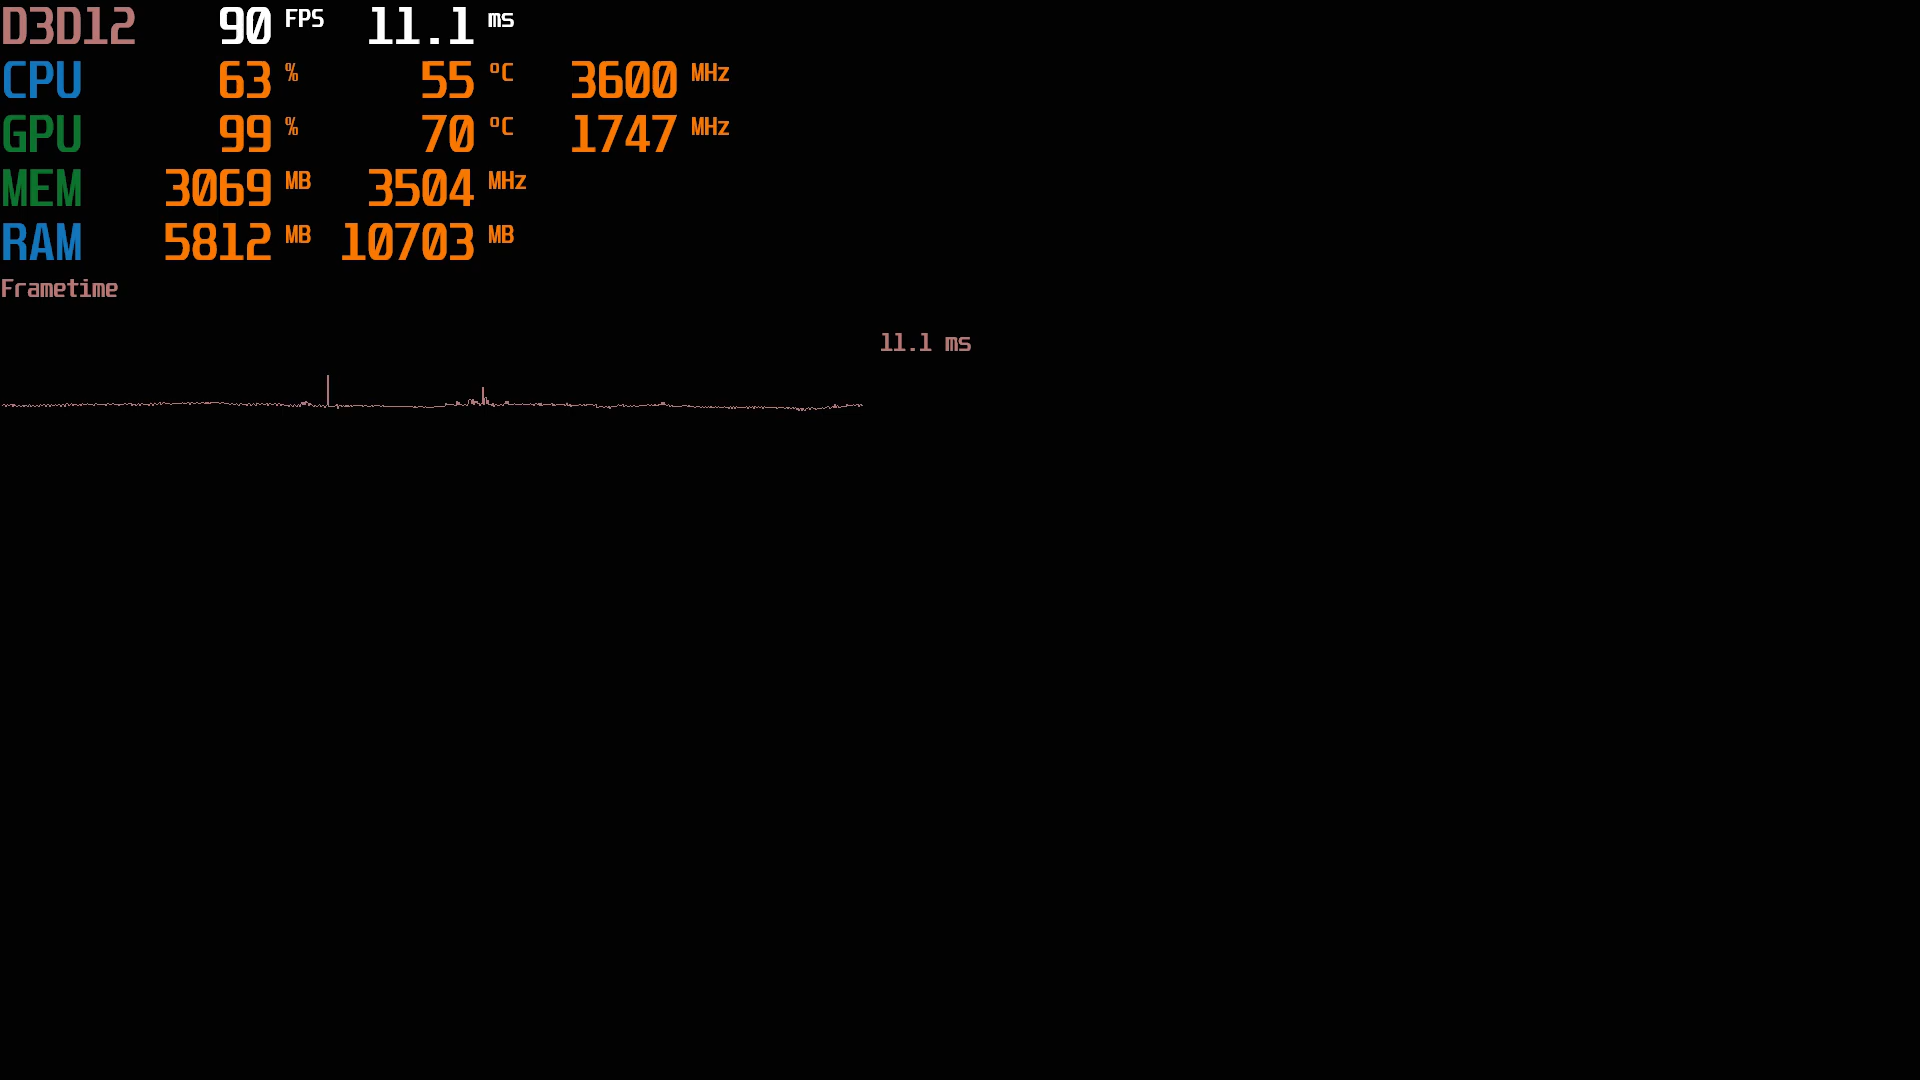 D3D12 90 FPS 11.1 ms
CPU 63 % 55 °C 3600 MHz
GPU 99 % 70 °C 1747 MHz
MEM 3069 MB 3504 MHz
RAM 5812 MB 10703 MB
Frametime
11.1 ms